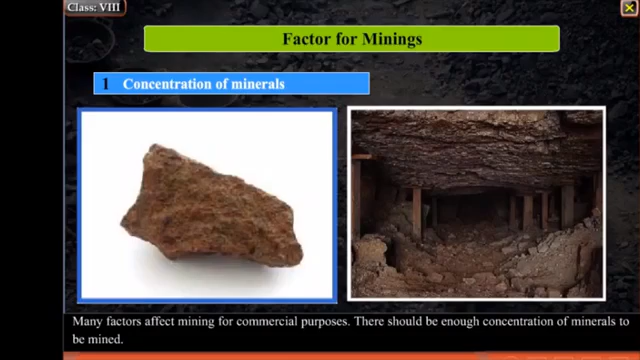 Class: VIII
Factor for Minings
1 Concentration of minerals
Many factors affect mining for commercial purposes. There should be enough concentration of minerals to
be mined.